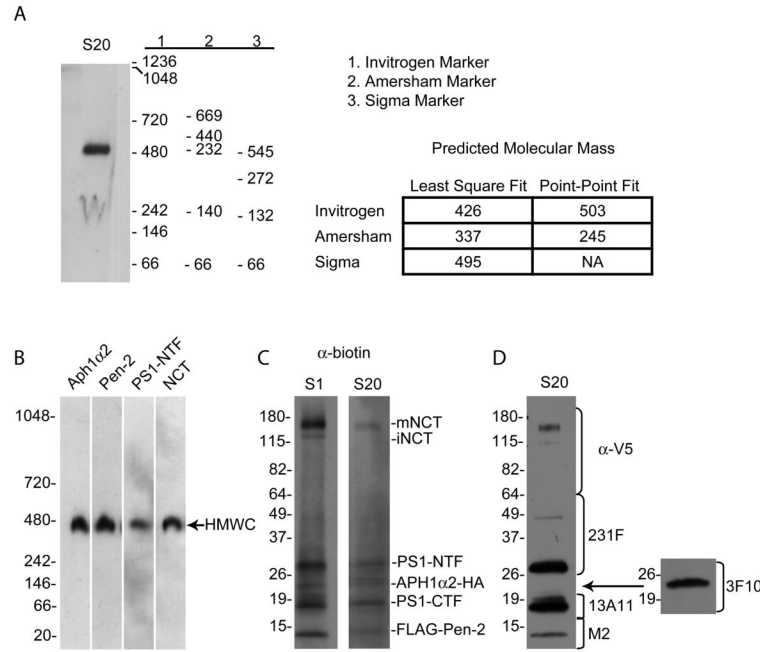 A
S20
1 2 3
- 1236
1048
- 720
- 480
- 242
- 146
- 66
- 669
- 440
- 232
- 140
- 66
- 545
- 272
- 132
- 66
1. Invitrogen Marker
2. Amersham Marker
3. Sigma Marker
Predicted Molecular Mass
Least Square Fit Point-Point Fit
Invitrogen 426 503
Amersham 337 245
Sigma 495 NA
B
Aph1α2
Pen-2
PS1-NTF
NCT
1048-
720-
480-
242-
146-
66-
20-
HMWC
C
α-biotin
S1 S20
180-
115-
82-
64-
49-
37-
26-
19-
15-
-mNCT
-iNCT
-PS1-NTF
-APH1α2-HA
-PS1-CTF
-FLAG-Pen-2
D
S20
180-
115-
82-
64-
49-
37-
26-
19-
15-
α-V5
231F
13A11
M2
26-
19-
3F10